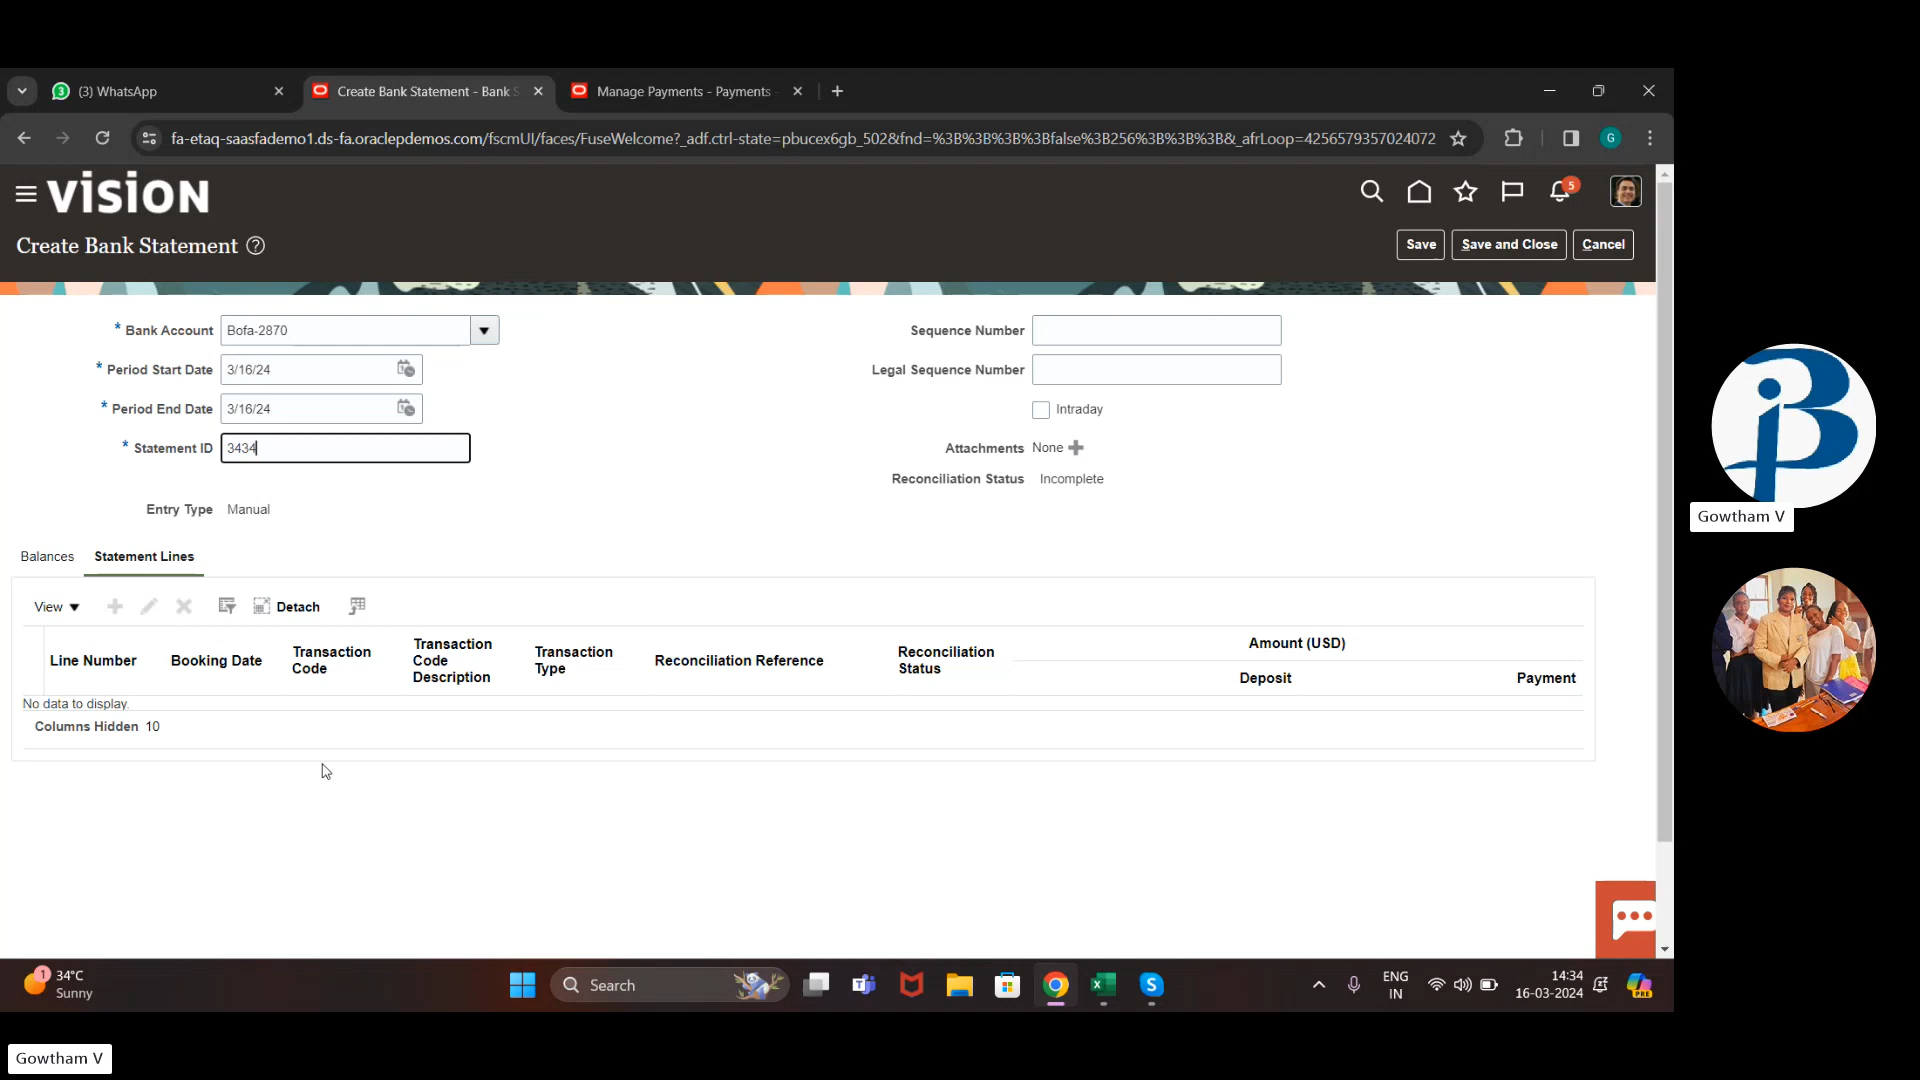 3 (3) WhatsApp
Create Bank Statement - Bank S
Manage Payments - Payments -
fa-etaq-saasfademo1.ds-fa.oraclepdemos.com/fscmUI/faces/FuseWelcome?_adf.ctrl-state=pbucex6gb_502&fnd=%3B%3B%3B%3Bfalse%3B256%3B%3B%3B&_afrLoop=4256579357024072
G
vision
5
Create Bank Statement ?
Save
Save and Close
Cancel
* Bank Account Bofa-2870
Sequence Number
* Period Start Date 3/16/24
Legal Sequence Number
* Period End Date 3/16/24
Intraday
* Statement ID 3434
Attachments None
Reconciliation Status Incomplete
Entry Type Manual
Balances Statement Lines
View Detach
Line Number
Booking Date
Transaction
Code
Transaction
Code
Description
Transaction
Type
Reconciliation Reference
Reconciliation
Status
Amount (USD)
Deposit
Payment
No data to display.
Columns Hidden 10
Gowtham V
1 34°C
Sunny
Search
T
S
ENG
IN
14:34
16-03-2024
PRE
Gowtham V